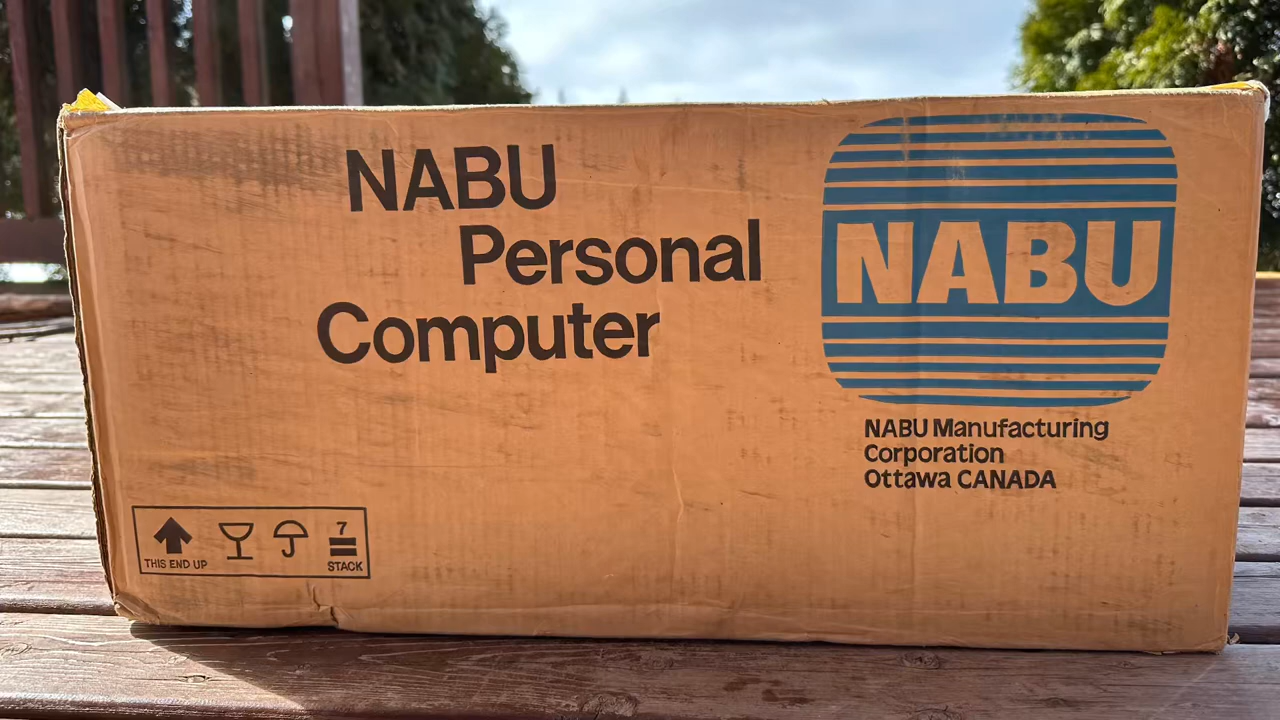 NABU
Personal
Computer
NABU
NABU Manufacturing
Corporation
Ottawa CANADA
THIS END UP
7
STACK